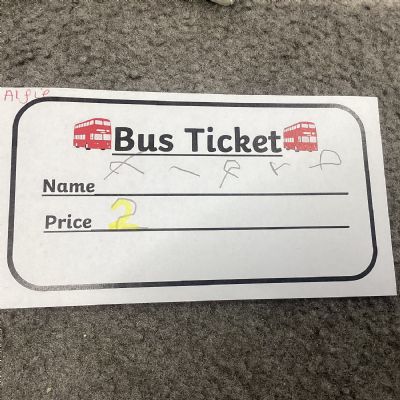 Alfie
Bus Ticket
Name
Price 2